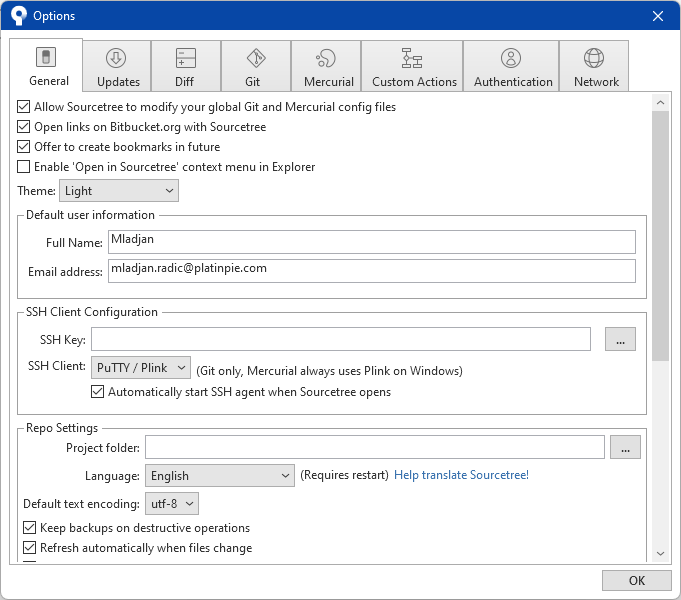 Options
General
Updates
Diff
Git
Mercurial
Custom Actions
Authentication
Network
Allow Sourcetree to modify your global Git and Mercurial config files
Open links on Bitbucket.org with Sourcetree
Offer to create bookmarks in future
Enable 'Open in Sourcetree' context menu in Explorer
Theme: Light
Default user information
Full Name: Mladjan
Email address: mladjan.radic@platinpie.com
SSH Client Configuration
SSH Key: ...
SSH Client: PuTTY / Plink (Git only, Mercurial always uses Plink on Windows)
Automatically start SSH agent when Sourcetree opens
Repo Settings
Project folder: ...
Language: English (Requires restart) Help translate Sourcetree!
Default text encoding: utf-8
Keep backups on destructive operations
Refresh automatically when files change
OK